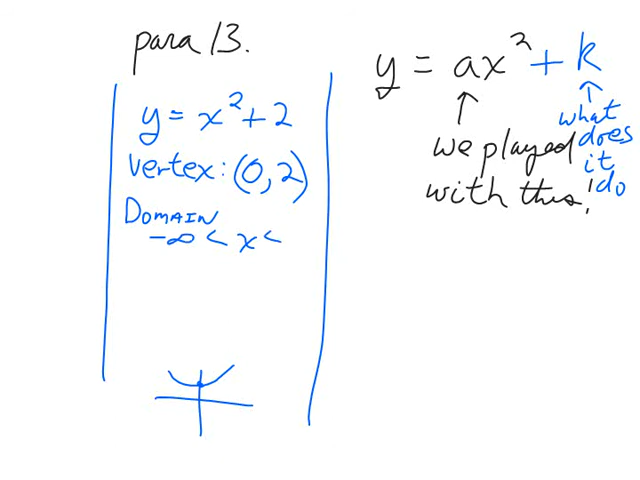 para 13.
y = x² + 2
vertex: (0, 2)
DOMAIN
-∞ < x <
y = ax² + k
↑ ↑
we played
with this!
what
does
it
do